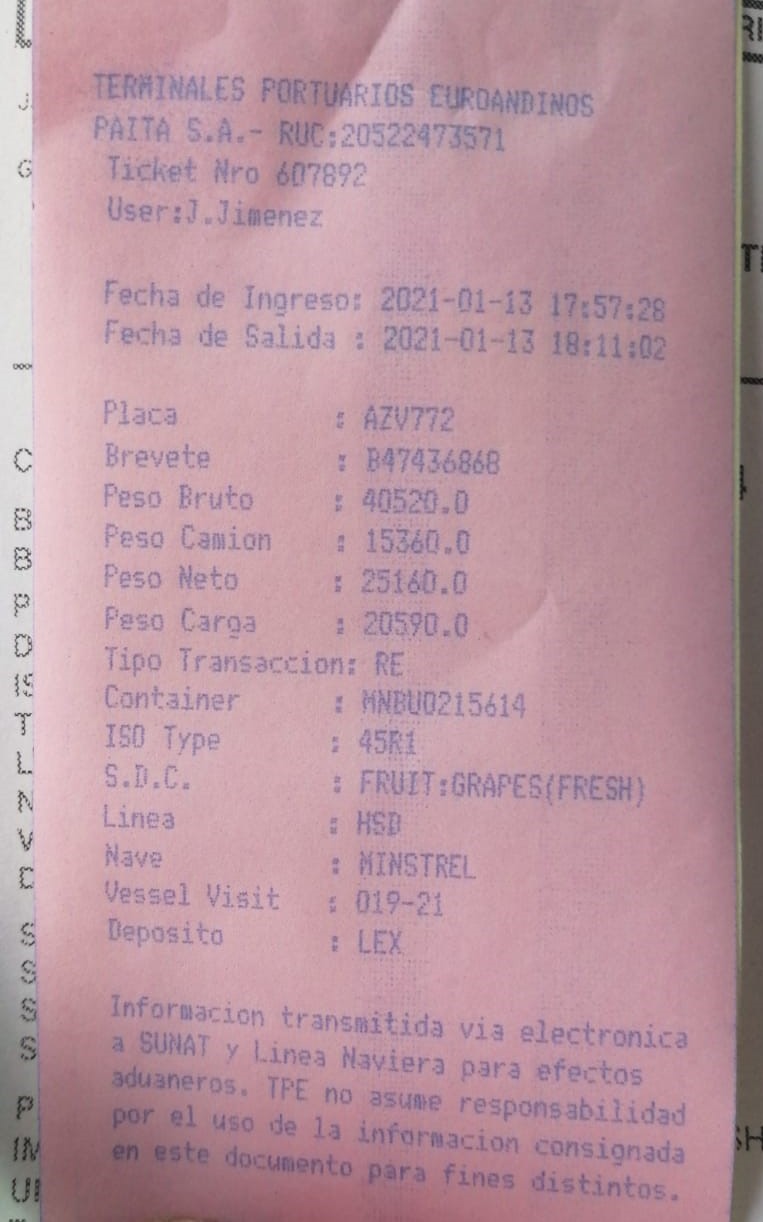 TERMINALES PORTUARIOS EUROANDINOS
PAITA S.A.- RUC:20522473571
Ticket Nro 607892
User:J.Jimenez
Fecha de Ingreso: 2021-01-13 17:57:28
Fecha de Salida : 2021-01-13 18:11:02
Placa : AZV772
Brevete : B47436868
Peso Bruto : 40520.0
Peso Camion : 15360.0
Peso Neto : 25160.0
Peso Carga : 20590.0
Tipo Transaccion: RE
Container : MNBU0215614
ISO Type : 45R1
S.D.C. : FRUIT:GRAPES(FRESH)
Linea : HSD
Nave : MINSTREL
Vessel Visit : 019-21
Deposito : LEX
Informacion transmitida via electronica
a SUNAT y Linea Naviera para efectos
aduaneros. TPE no asume responsabilidad
por el uso de la informacion consignada
en este documento para fines distintos.